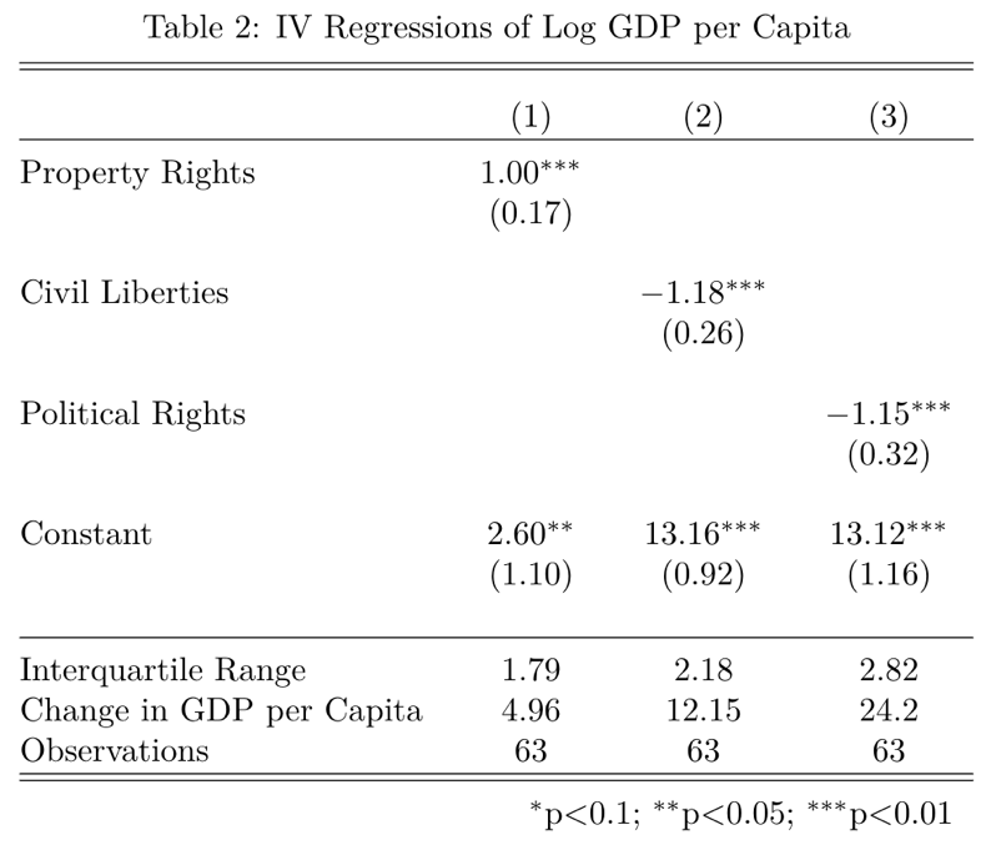 Table 2: IV Regressions of Log GDP per Capita
(1) (2) (3)
Property Rights 1.00***
(0.17)
Civil Liberties −1.18***
(0.26)
Political Rights −1.15***
(0.32)
Constant 2.60** 13.16*** 13.12***
(1.10) (0.92) (1.16)
Interquartile Range 1.79 2.18 2.82
Change in GDP per Capita 4.96 12.15 24.2
Observations 63 63 63
*p<0.1; **p<0.05; ***p<0.01